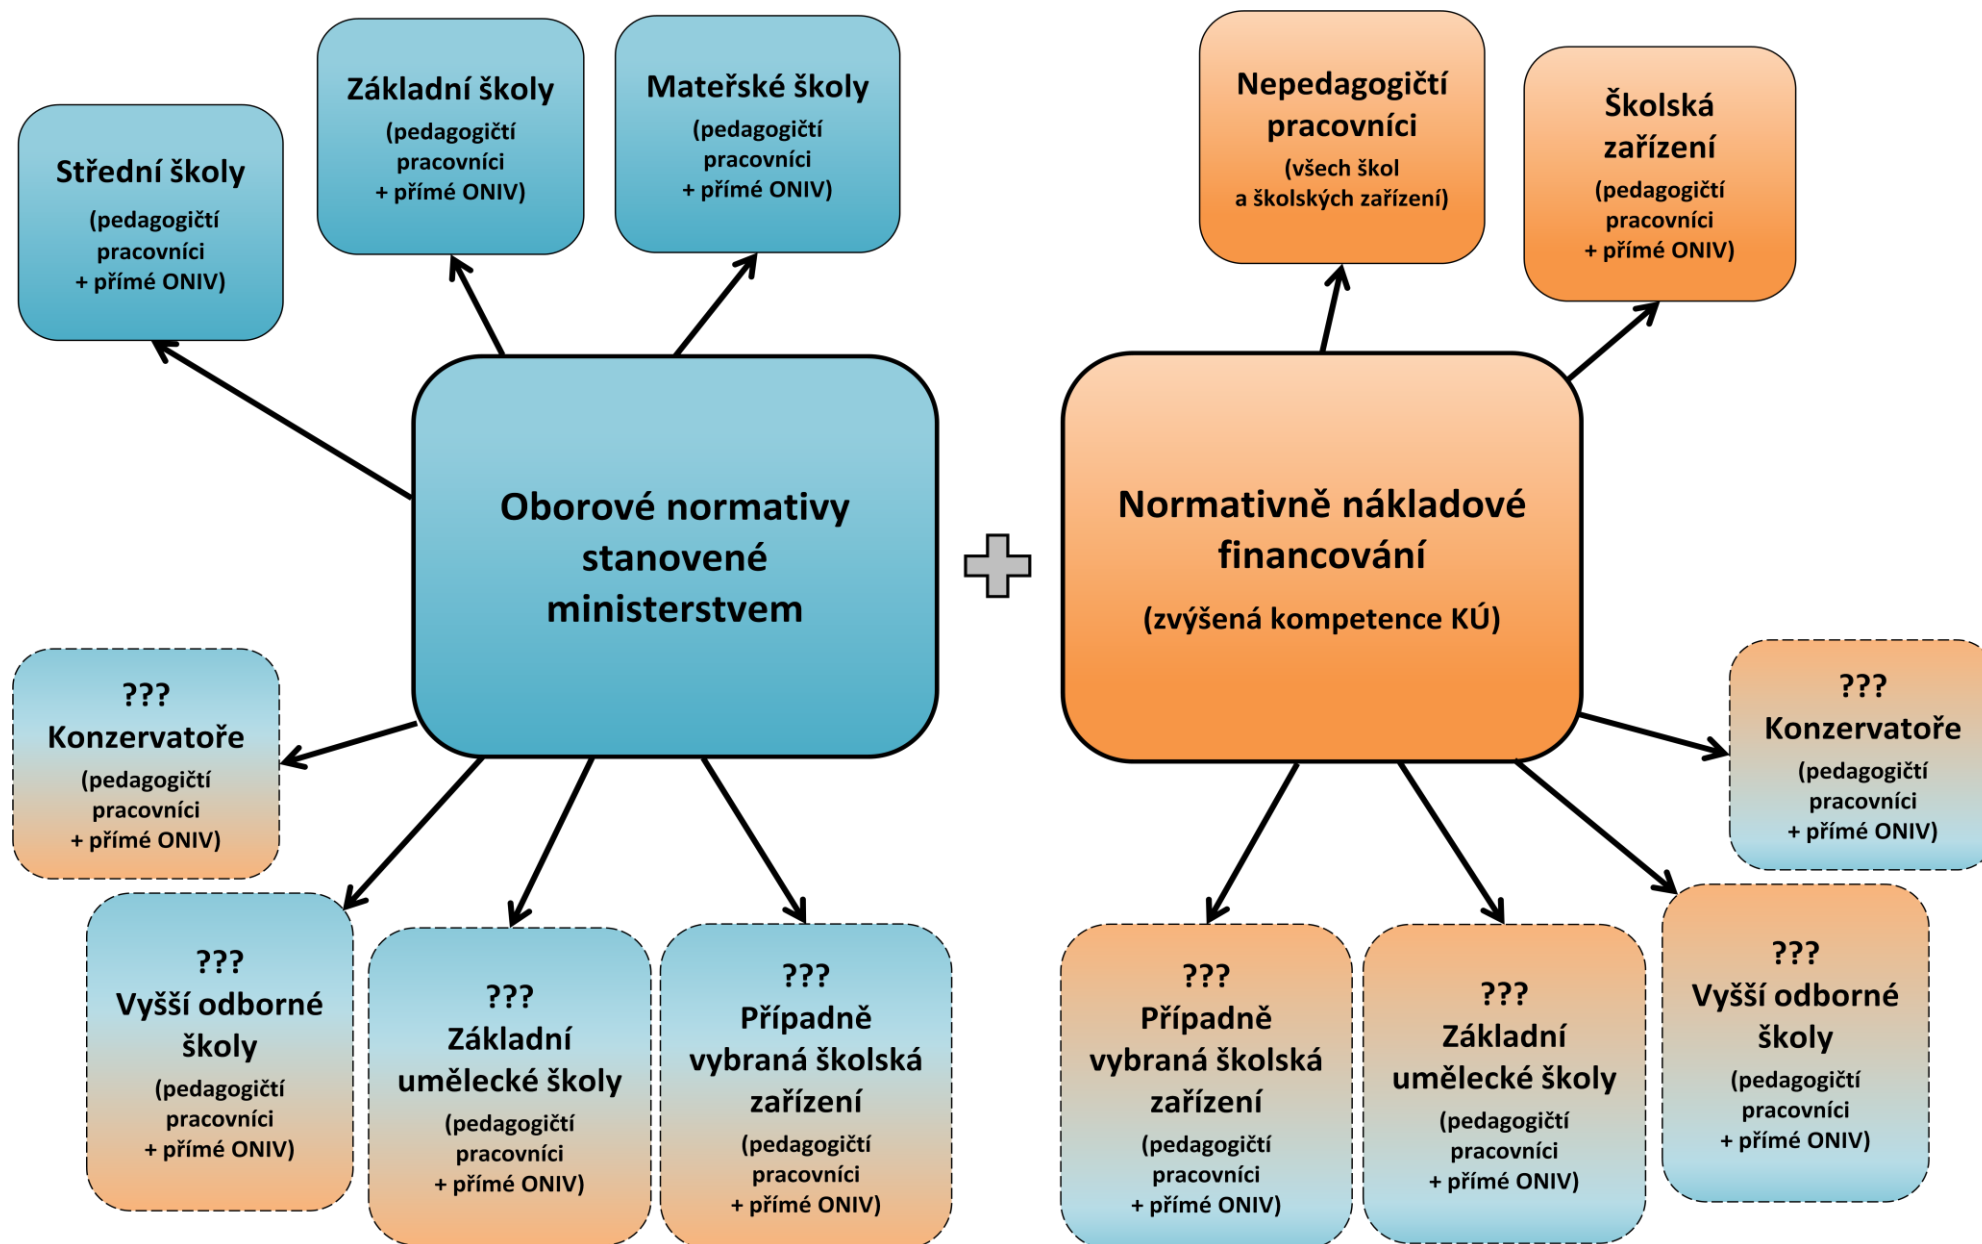 Střední školy
(pedagogičtí
pracovníci
+ přímé ONIV)
Základní školy
(pedagogičtí
pracovníci
+ přímé ONIV)
Mateřské školy
(pedagogičtí
pracovníci
+ přímé ONIV)
Nepedagogičtí
pracovníci
(všech škol
a školských zařízení)
Školská
zařízení
(pedagogičtí
pracovníci
+ přímé ONIV)
Oborové normativy
stanovené
ministerstvem
Normativně nákladové
financování
(zvýšená kompetence KÚ)
???
Konzervatoře
(pedagogičtí
pracovníci
+ přímé ONIV)
???
Vyšší odborné
školy
(pedagogičtí
pracovníci
+ přímé ONIV)
???
Základní
umělecké školy
(pedagogičtí
pracovníci
+ přímé ONIV)
???
Případně
vybraná školská
zařízení
(pedagogičtí
pracovníci
+ přímé ONIV)
???
Případně
vybraná školská
zařízení
(pedagogičtí
pracovníci
+ přímé ONIV)
???
Základní
umělecké školy
(pedagogičtí
pracovníci
+ přímé ONIV)
???
Vyšší odborné
školy
(pedagogičtí
pracovníci
+ přímé ONIV)
???
Konzervatoře
(pedagogičtí
pracovníci
+ přímé ONIV)